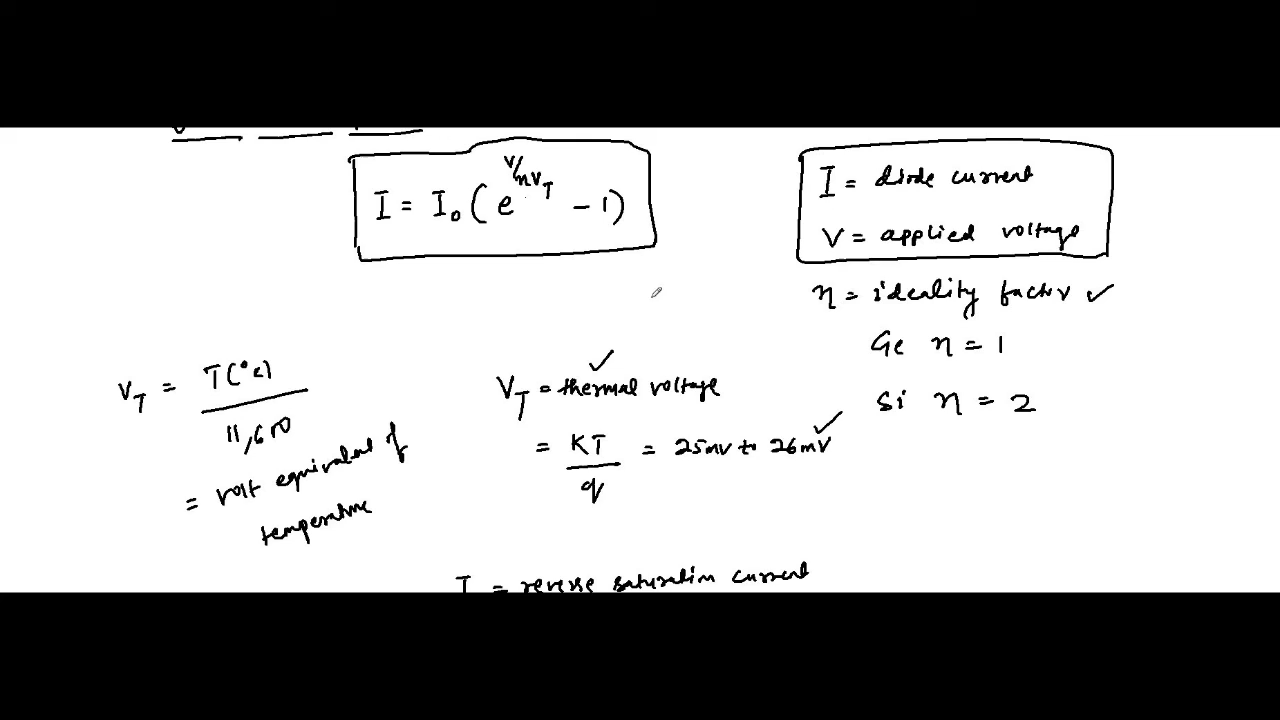 I = I₀ ( e^(V/ηV_T) - 1 )
I = diode current
V = applied voltage
η = ideality factor ✓
Ge η = 1
Si η = 2
V_T = T(°c) / 11,600
= volt equivalent of
temperature
✓
V_T = thermal voltage
= KT / q = 25mv to 26mV ✓
I = reverse saturation current